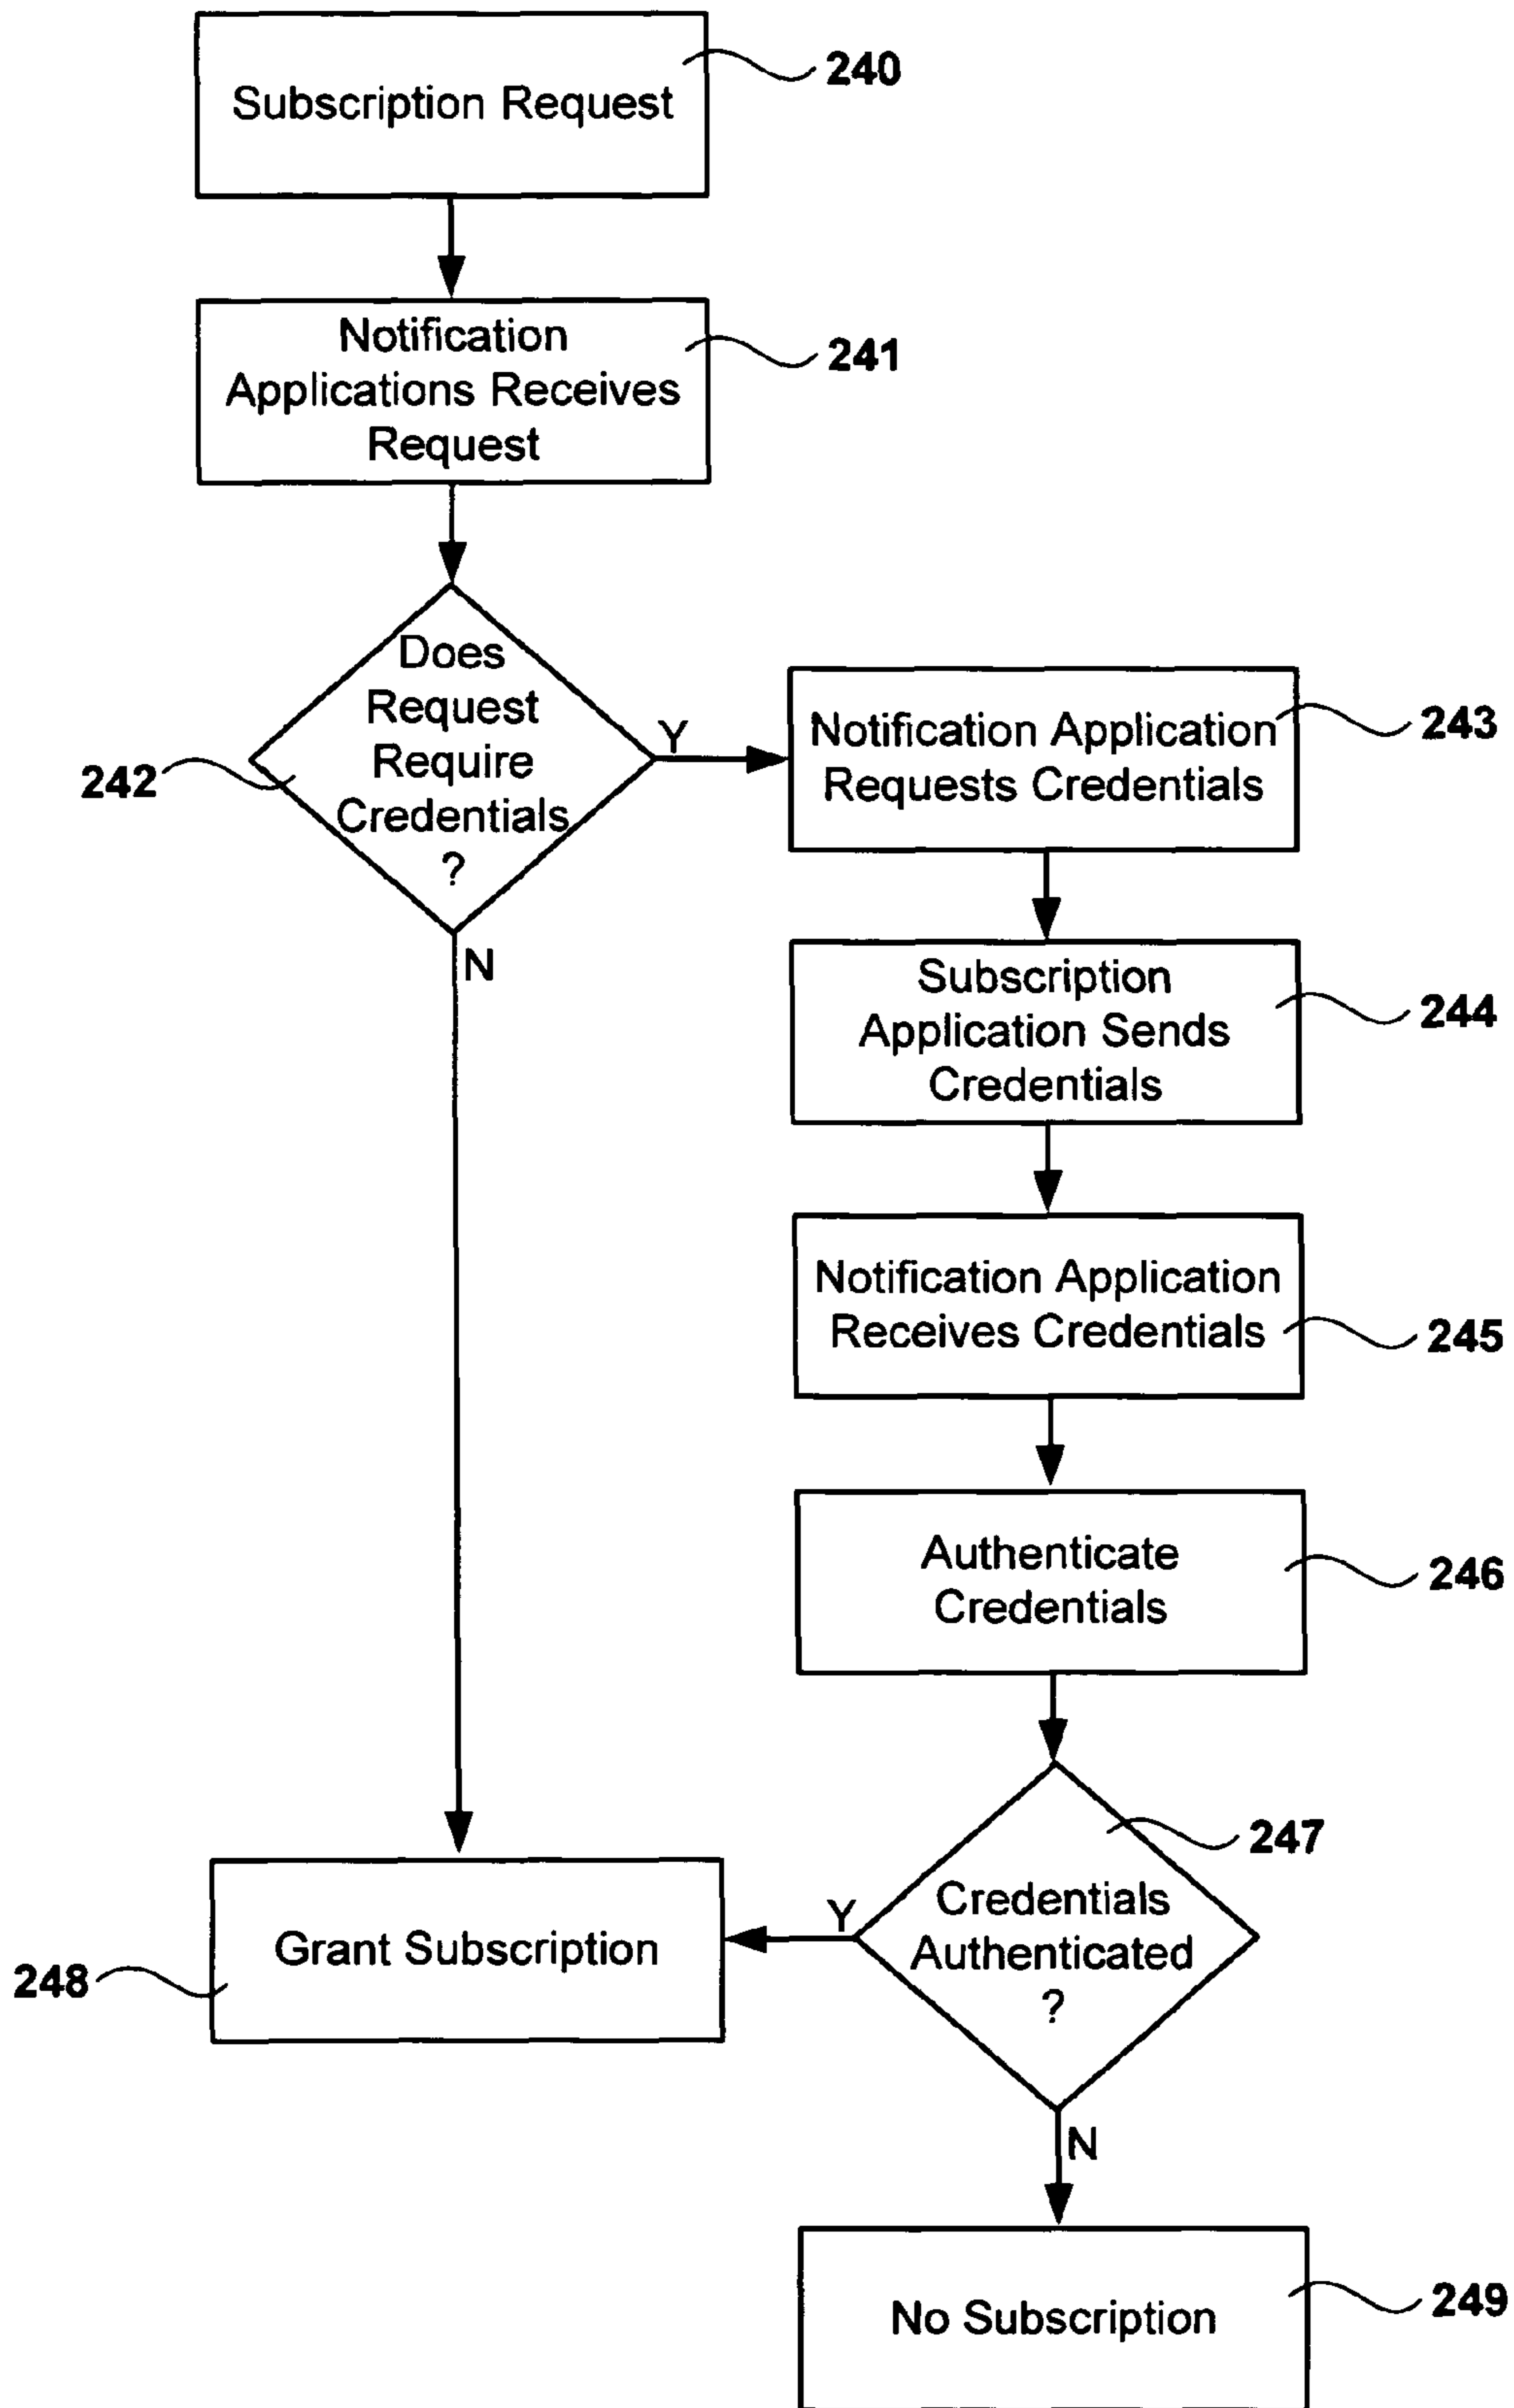 Subscription Request
240
Notification
Applications Receives
Request
241
Does
Request
Require
Credentials
?
242
Y
N
Notification Application
Requests Credentials
243
Subscription
Application Sends
Credentials
244
Notification Application
Receives Credentials
245
Authenticate
Credentials
246
247
Credentials
Authenticated
?
Y
N
Grant Subscription
248
No Subscription
249